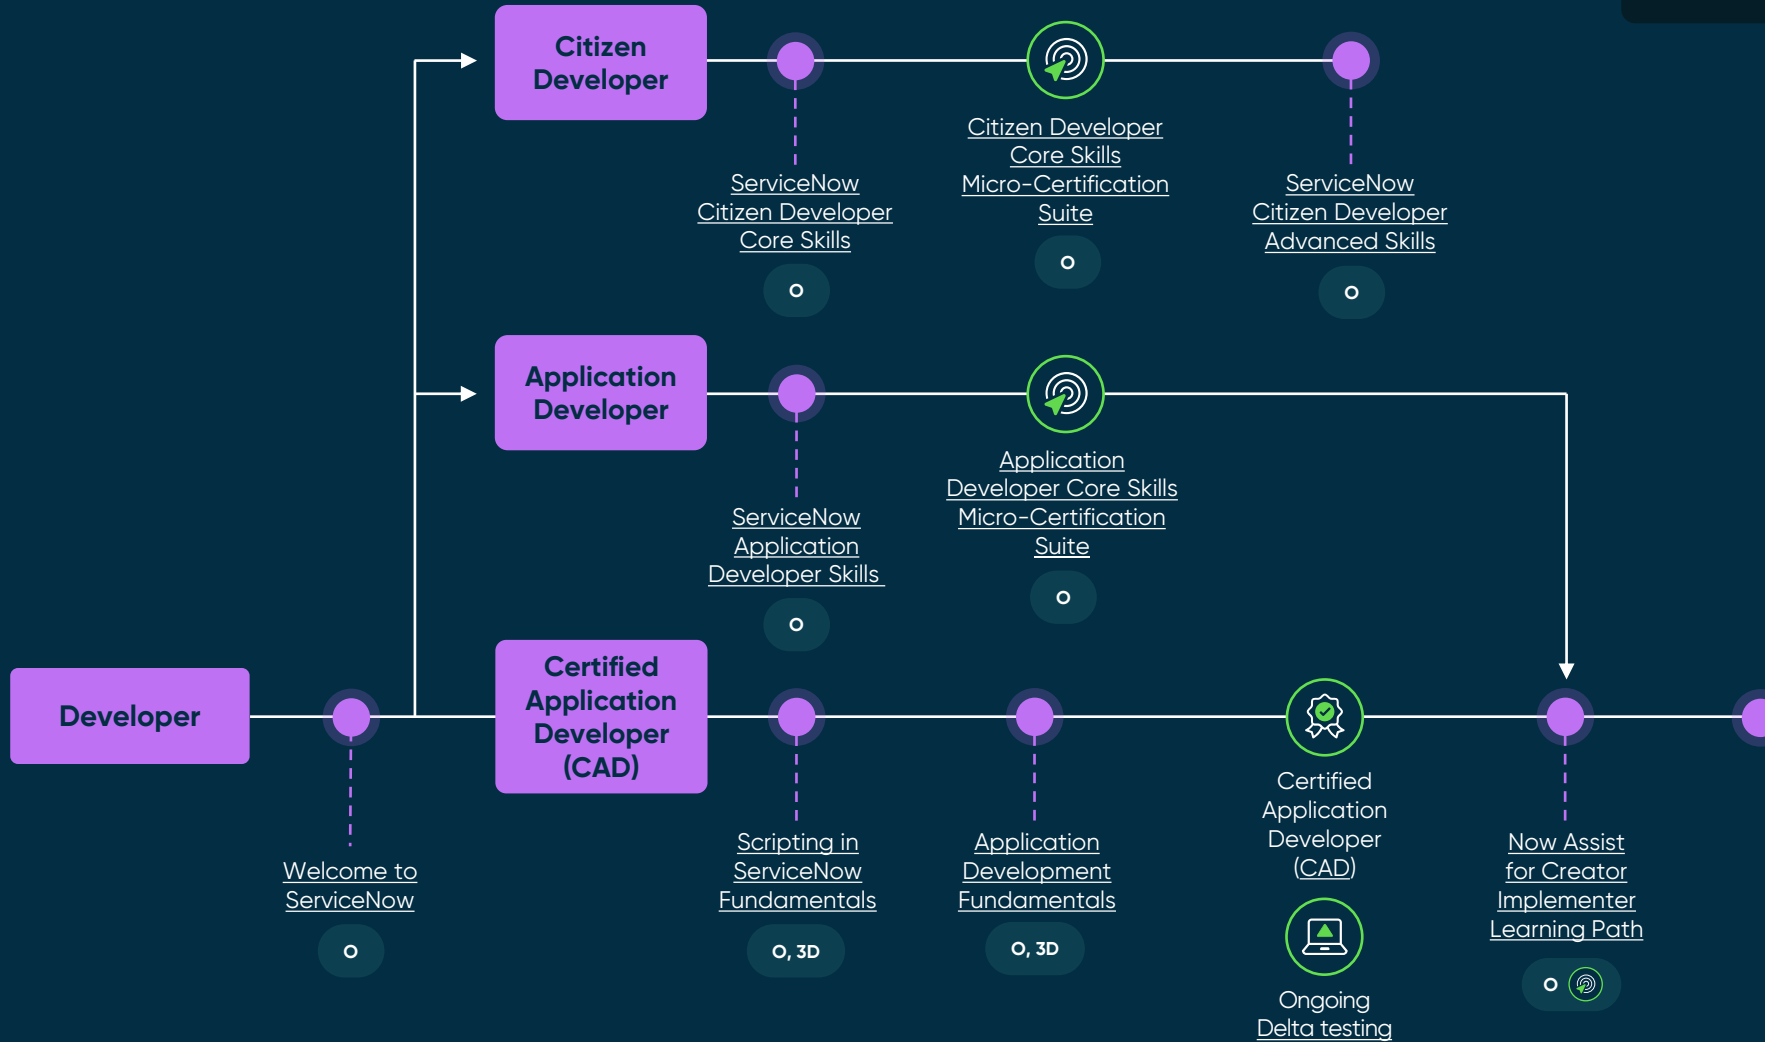 Citizen
Developer
ServiceNow
Citizen Developer
Core Skills
O
Citizen Developer
Core Skills
Micro-Certification
Suite
O
ServiceNow
Citizen Developer
Advanced Skills
O
Application
Developer
ServiceNow
Application
Developer Skills
O
Application
Developer Core Skills
Micro-Certification
Suite
O
Developer
Welcome to
ServiceNow
O
Certified
Application
Developer
(CAD)
Scripting in
ServiceNow
Fundamentals
O, 3D
Application
Development
Fundamentals
O, 3D
Certified
Application
Developer
(CAD)
Ongoing
Delta testing
Now Assist
for Creator
Implementer
Learning Path
O